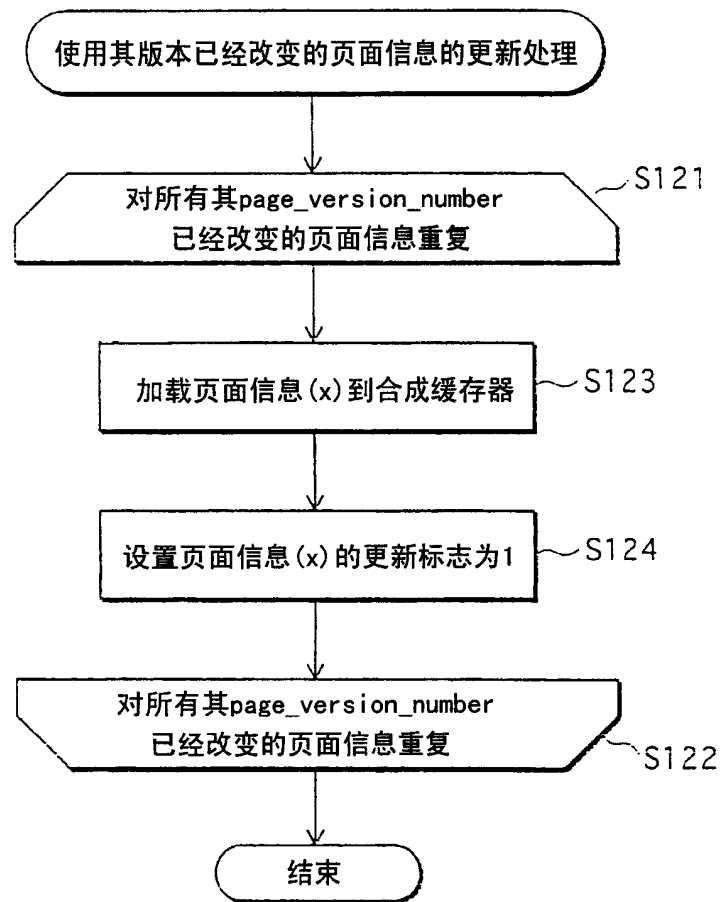 使用其版本已经改变的页面信息的更新处理
对所有其page_version_number
已经改变的页面信息重复
S121
加载页面信息(x)到合成缓存器
S123
设置页面信息(x)的更新标志为1
S124
对所有其page_version_number
已经改变的页面信息重复
S122
结束